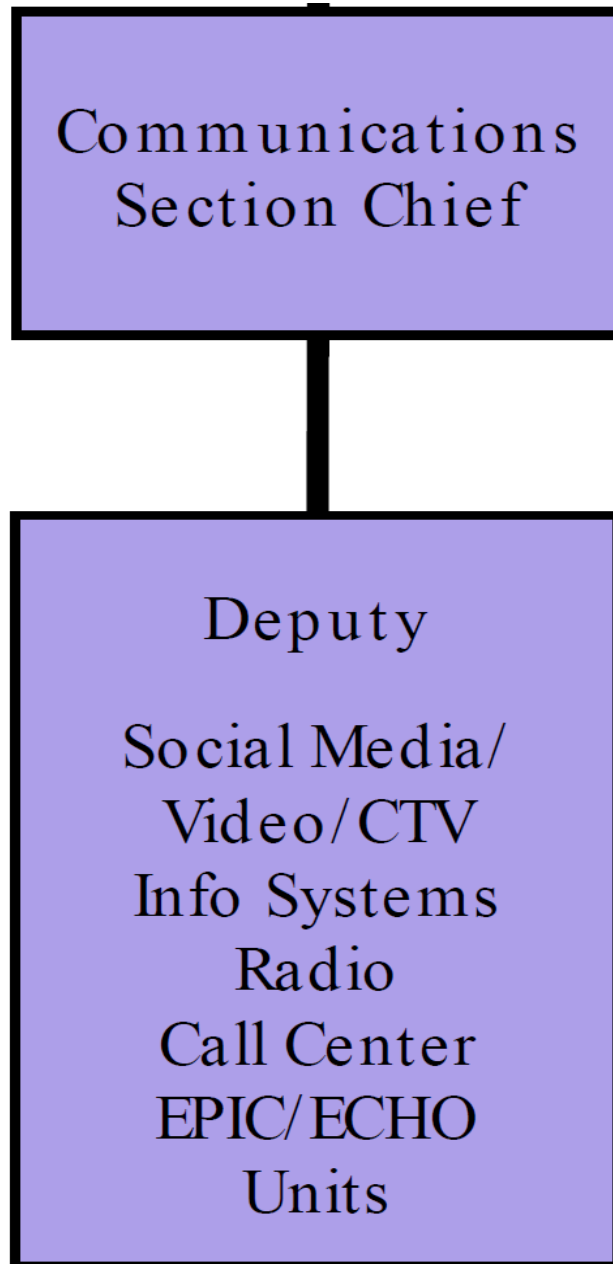 Communications
Section Chief
Deputy
Social Media/
Video/CTV
Info Systems
Radio
Call Center
EPIC/ECHO
Units